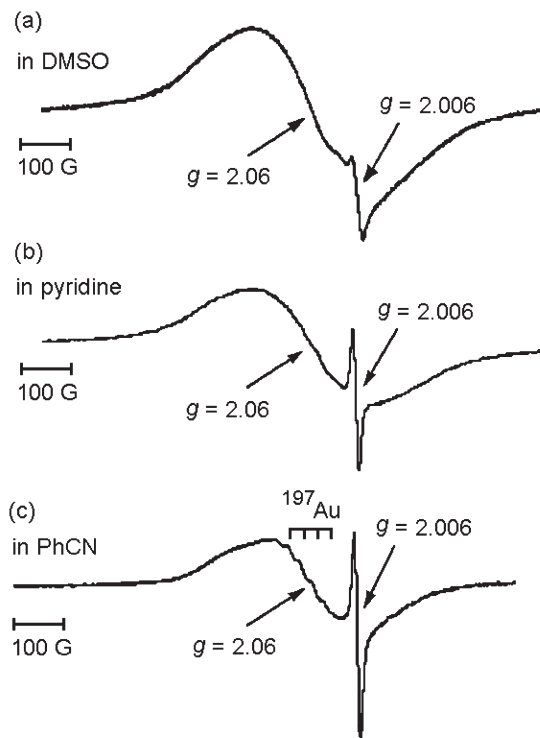 (a)
in DMSO
g = 2.006
100 G
g = 2.06
(b)
in pyridine
g = 2.006
100 G
g = 2.06
(c)
in PhCN
197Au
g = 2.006
100 G
g = 2.06